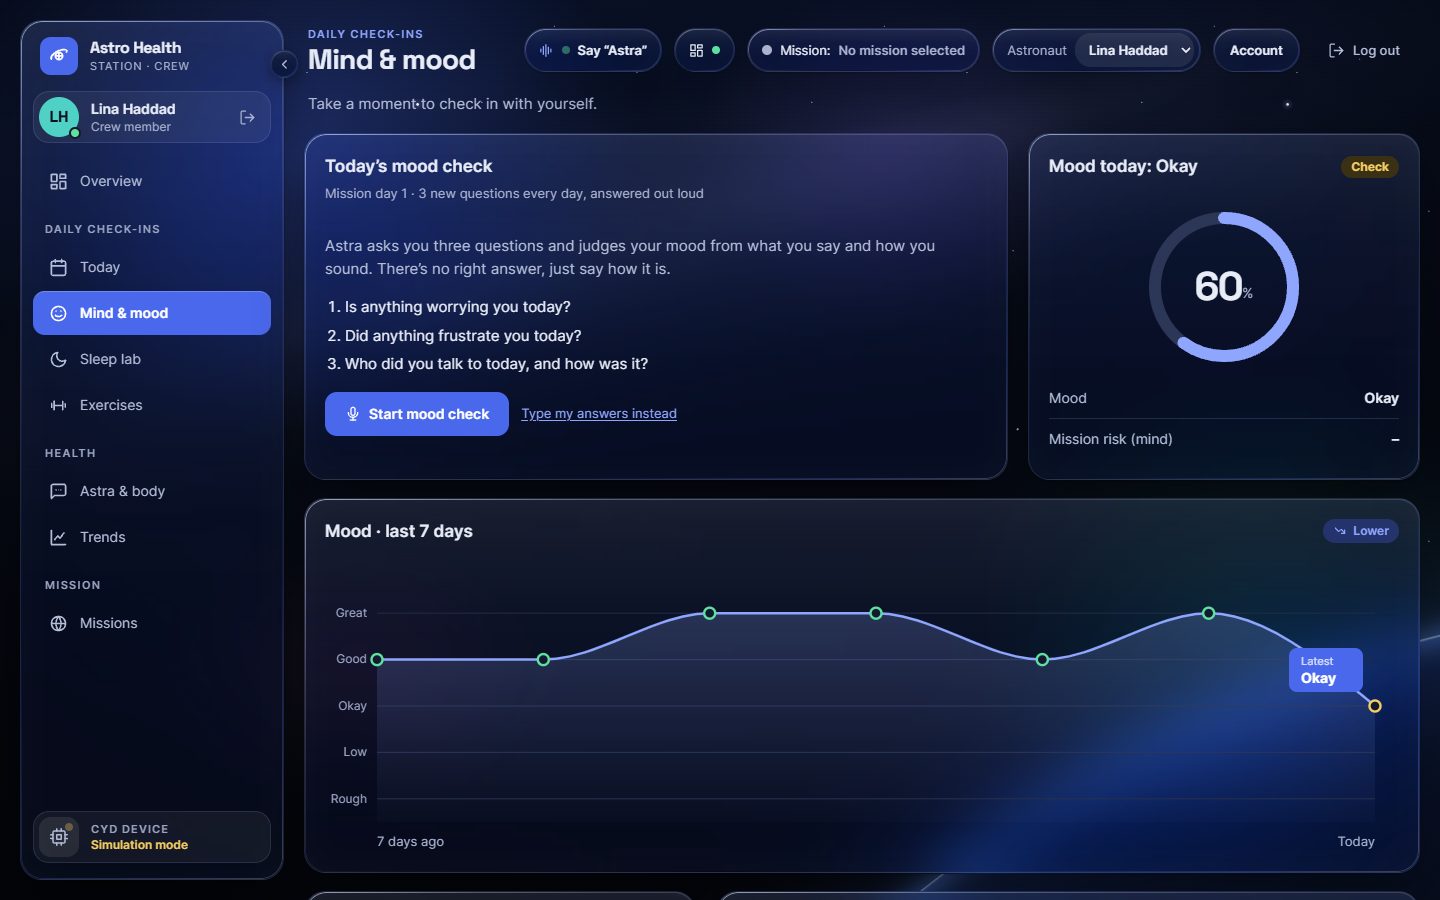 Astro Health
STATION · CREW
LH
Lina Haddad
Crew member
Overview
DAILY CHECK-INS
Today
Mind & mood
Sleep lab
Exercises
HEALTH
Astra & body
Trends
MISSION
Missions
CYD DEVICE
Simulation mode
DAILY CHECK-INS
Mind & mood
Say “Astra”
Mission: No mission selected
Astronaut Lina Haddad
Account
Log out
Take a moment to check in with yourself.
Today’s mood check
Mission day 1 · 3 new questions every day, answered out loud
Astra asks you three questions and judges your mood from what you say and how you
sound. There’s no right answer, just say how it is.
1. Is anything worrying you today?
2. Did anything frustrate you today?
3. Who did you talk to today, and how was it?
Start mood check
Type my answers instead
Mood today: Okay
Check
60%
Mood Okay
Mission risk (mind) –
Mood · last 7 days
Lower
Great
Good
Okay
Low
Rough
Latest
Okay
7 days ago
Today